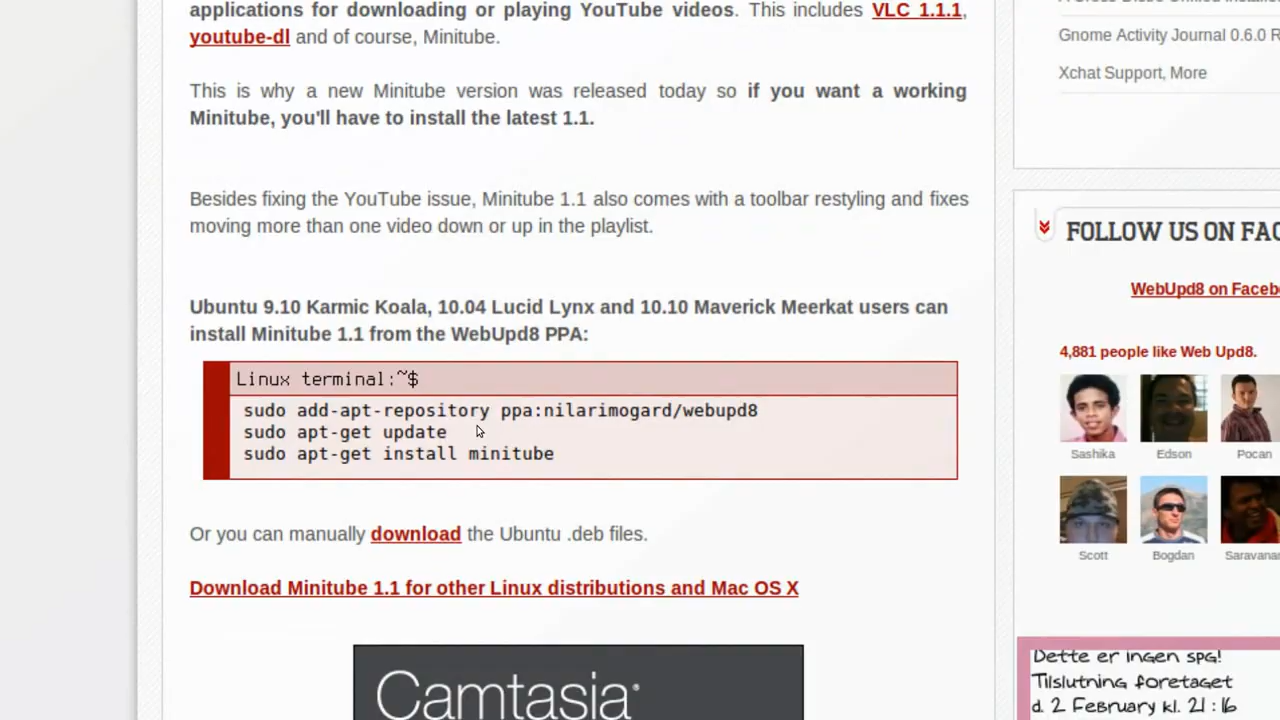 applications for downloading or playing YouTube videos. This includes VLC 1.1.1,
youtube-dl and of course, Minitube.
This is why a new Minitube version was released today so if you want a working
Minitube, you'll have to install the latest 1.1.
Besides fixing the YouTube issue, Minitube 1.1 also comes with a toolbar restyling and fixes
moving more than one video down or up in the playlist.
Ubuntu 9.10 Karmic Koala, 10.04 Lucid Lynx and 10.10 Maverick Meerkat users can
install Minitube 1.1 from the WebUpd8 PPA:
Linux terminal:~$
sudo add-apt-repository ppa:nilarimogard/webupd8
sudo apt-get update
sudo apt-get install minitube
Or you can manually download the Ubuntu .deb files.
Download Minitube 1.1 for other Linux distributions and Mac OS X
Camtasia®
Gnome Activity Journal 0.6.0 R
Xchat Support, More
FOLLOW US ON FAC
WebUpd8 on Facebo
4,881 people like Web Upd8.
Sashika Edson Pocan
Scott Bogdan Saravanan
Dette er ingen spg!
Tilslutning foretaget
d. 2 February kl. 21:16